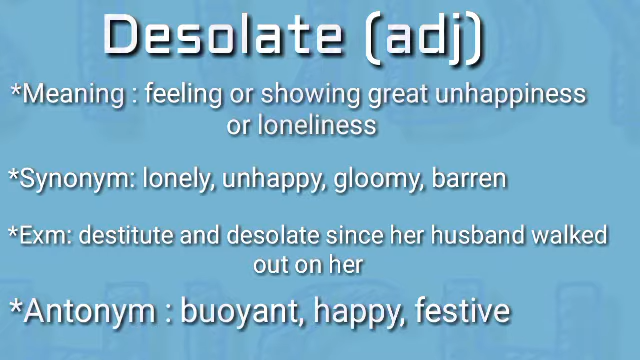 Desolate (adj)
*Meaning : feeling or showing great unhappiness
or loneliness
*Synonym: lonely, unhappy, gloomy, barren
*Exm: destitute and desolate since her husband walked
out on her
*Antonym : buoyant, happy, festive